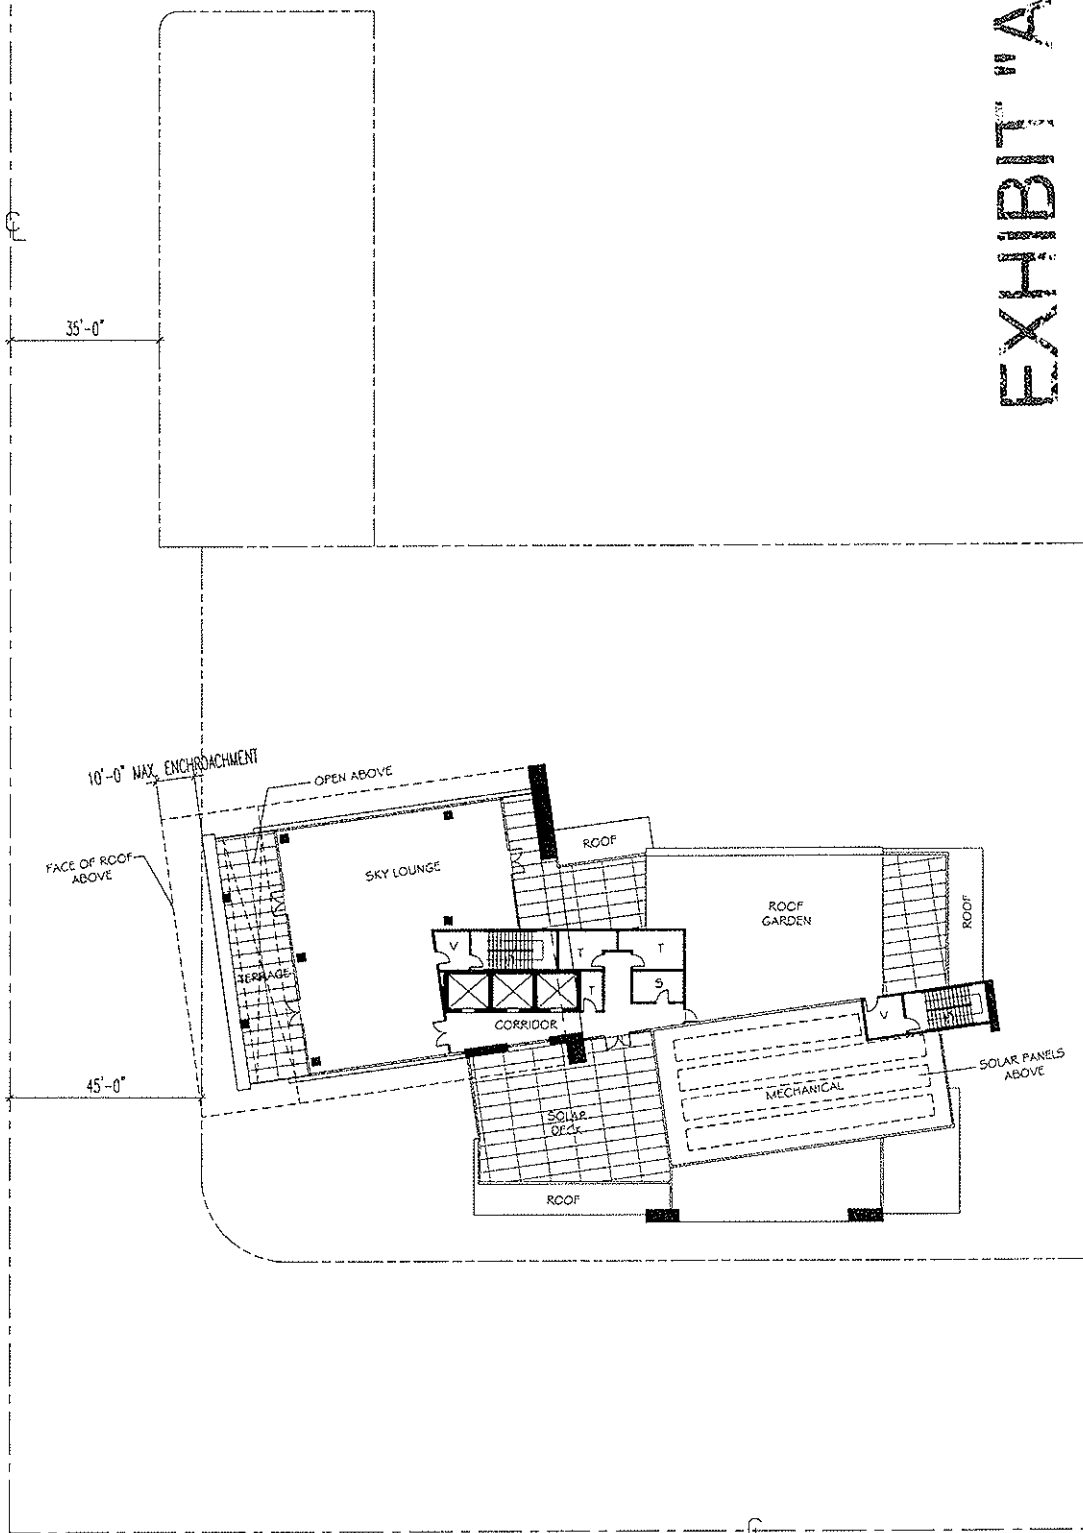 EXHIBIT "A
℄
35'-0"
10'-0" MAX. ENCHROACHMENT
OPEN ABOVE
FACE OF ROOF
ABOVE
SKY LOUNGE
ROOF
ROOF
GARDEN
ROOF
TERRACE
V
T
T
T
S
CORRIDOR
V
45'-0"
SOLAR
DECK
MECHANICAL
SOLAR PANELS
ABOVE
ROOF